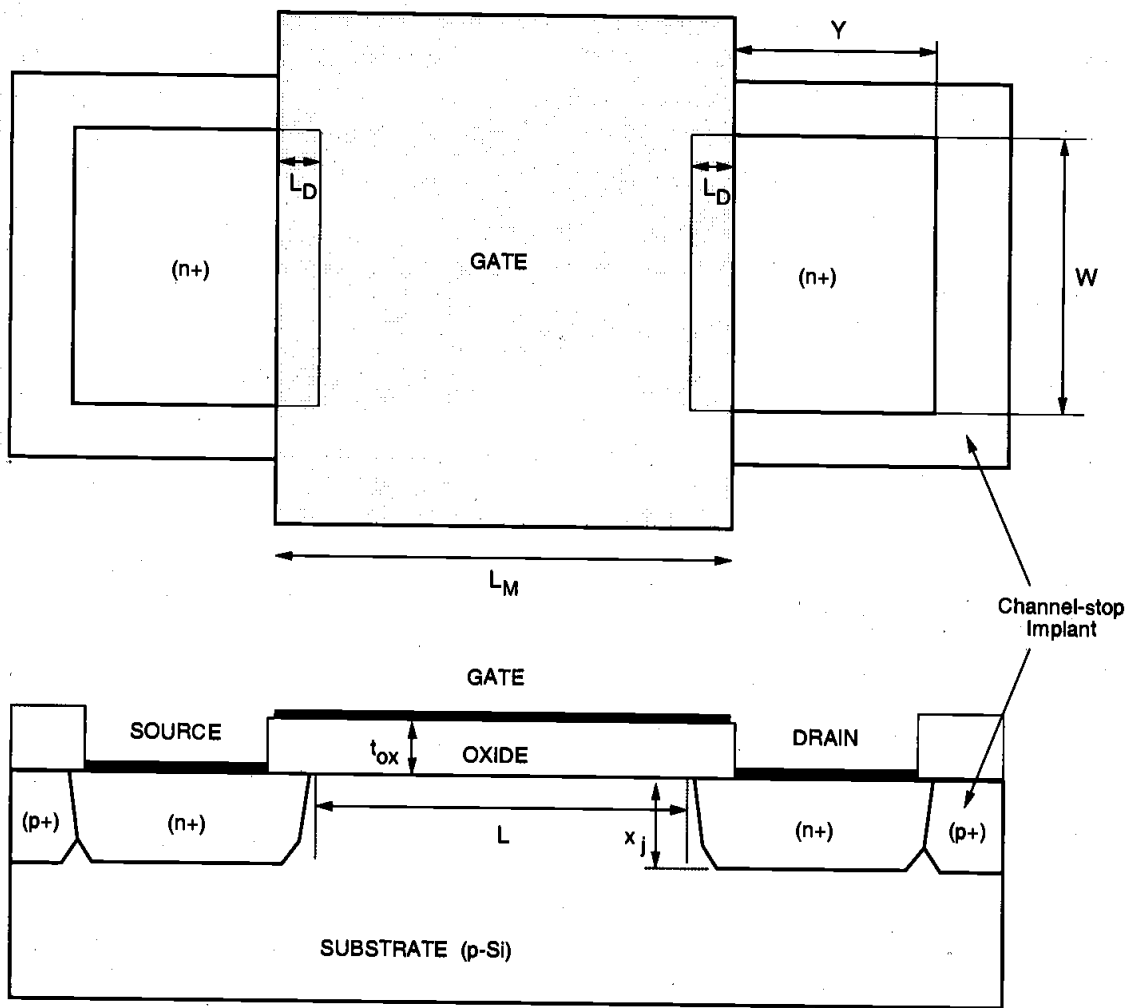 Y
L_D
L_D
(n+)
GATE
(n+)
W
L_M
Channel-stop
Implant
GATE
SOURCE
t_ox
OXIDE
DRAIN
(p+)
(n+)
L
x_j
(n+)
(p+)
SUBSTRATE (p-Si)